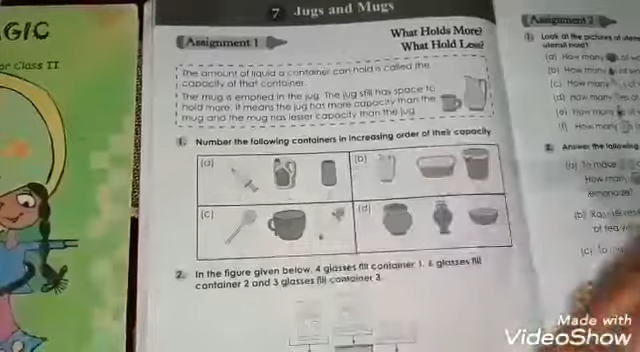 GIC
or Class II
7 Jugs and Mugs
Assignment 1
What Holds More?
What Hold Less?
The amount of liquid a container can hold is called the
capacity of that container.
The mug is emptied in the jug. The jug still has space to
hold more. It means the jug has more capacity than the
mug and the mug has lesser capacity than the jug.
1. Number the following containers in increasing order of their capacity
(a)
(b)
(c)
(d)
2. In the figure given below, 4 glasses fill container 1, 6 glasses fill
container 2 and 3 glasses fill container 3.
Assignment 2
1. Look at the pictures of
utensil hold?
(a) How many
(b) How many
(c) How many
(d) How many
(e) How many
(f) How many
2. Answer the following
(a) To make
How many
lemonade?
(b)
of tea
(c) To
Made with
VideoShow